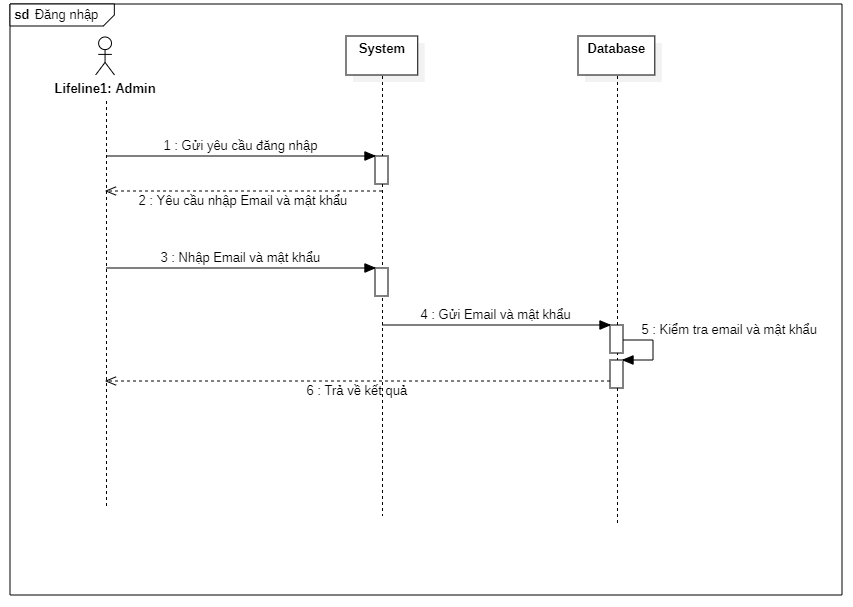 sd Đăng nhập
System
Database
Lifeline1: Admin
1 : Gửi yêu cầu đăng nhập
2 : Yêu cầu nhập Email và mật khẩu
3 : Nhập Email và mật khẩu
4 : Gửi Email và mật khẩu
5 : Kiểm tra email và mật khẩu
6 : Trả về kết quả